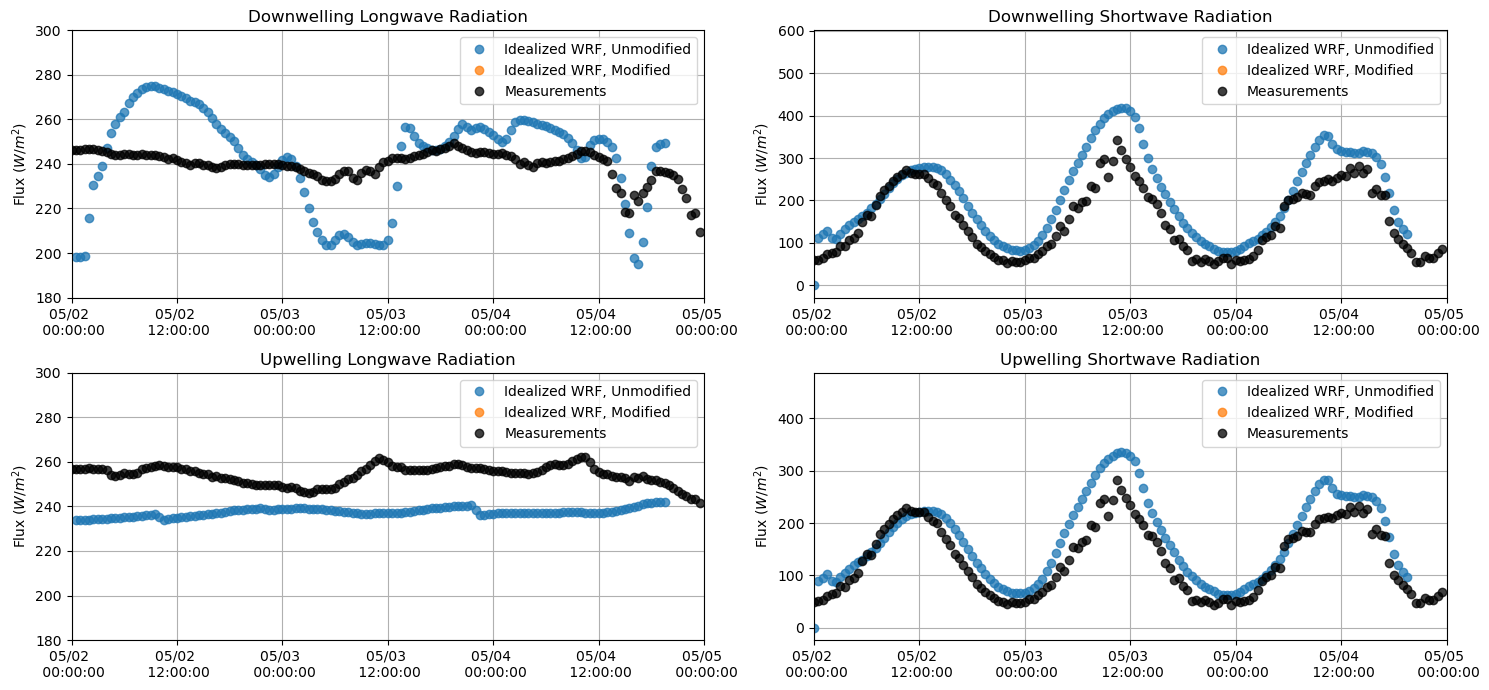 Downwelling Longwave Radiation
Flux (W/m²)
300
280
260
240
220
200
180
Idealized WRF, Unmodified
Idealized WRF, Modified
Measurements
05/02 05/02 05/03 05/03 05/04 05/04 05/05
00:00:00 12:00:00 00:00:00 12:00:00 00:00:00 12:00:00 00:00:00
Downwelling Shortwave Radiation
Flux (W/m²)
600
500
400
300
200
100
0
Idealized WRF, Unmodified
Idealized WRF, Modified
Measurements
05/02 05/02 05/03 05/03 05/04 05/04 05/05
00:00:00 12:00:00 00:00:00 12:00:00 00:00:00 12:00:00 00:00:00
Upwelling Longwave Radiation
Flux (W/m²)
300
280
260
240
220
200
180
Idealized WRF, Unmodified
Idealized WRF, Modified
Measurements
05/02 05/02 05/03 05/03 05/04 05/04 05/05
00:00:00 12:00:00 00:00:00 12:00:00 00:00:00 12:00:00 00:00:00
Upwelling Shortwave Radiation
Flux (W/m²)
400
300
200
100
0
Idealized WRF, Unmodified
Idealized WRF, Modified
Measurements
05/02 05/02 05/03 05/03 05/04 05/04 05/05
00:00:00 12:00:00 00:00:00 12:00:00 00:00:00 12:00:00 00:00:00